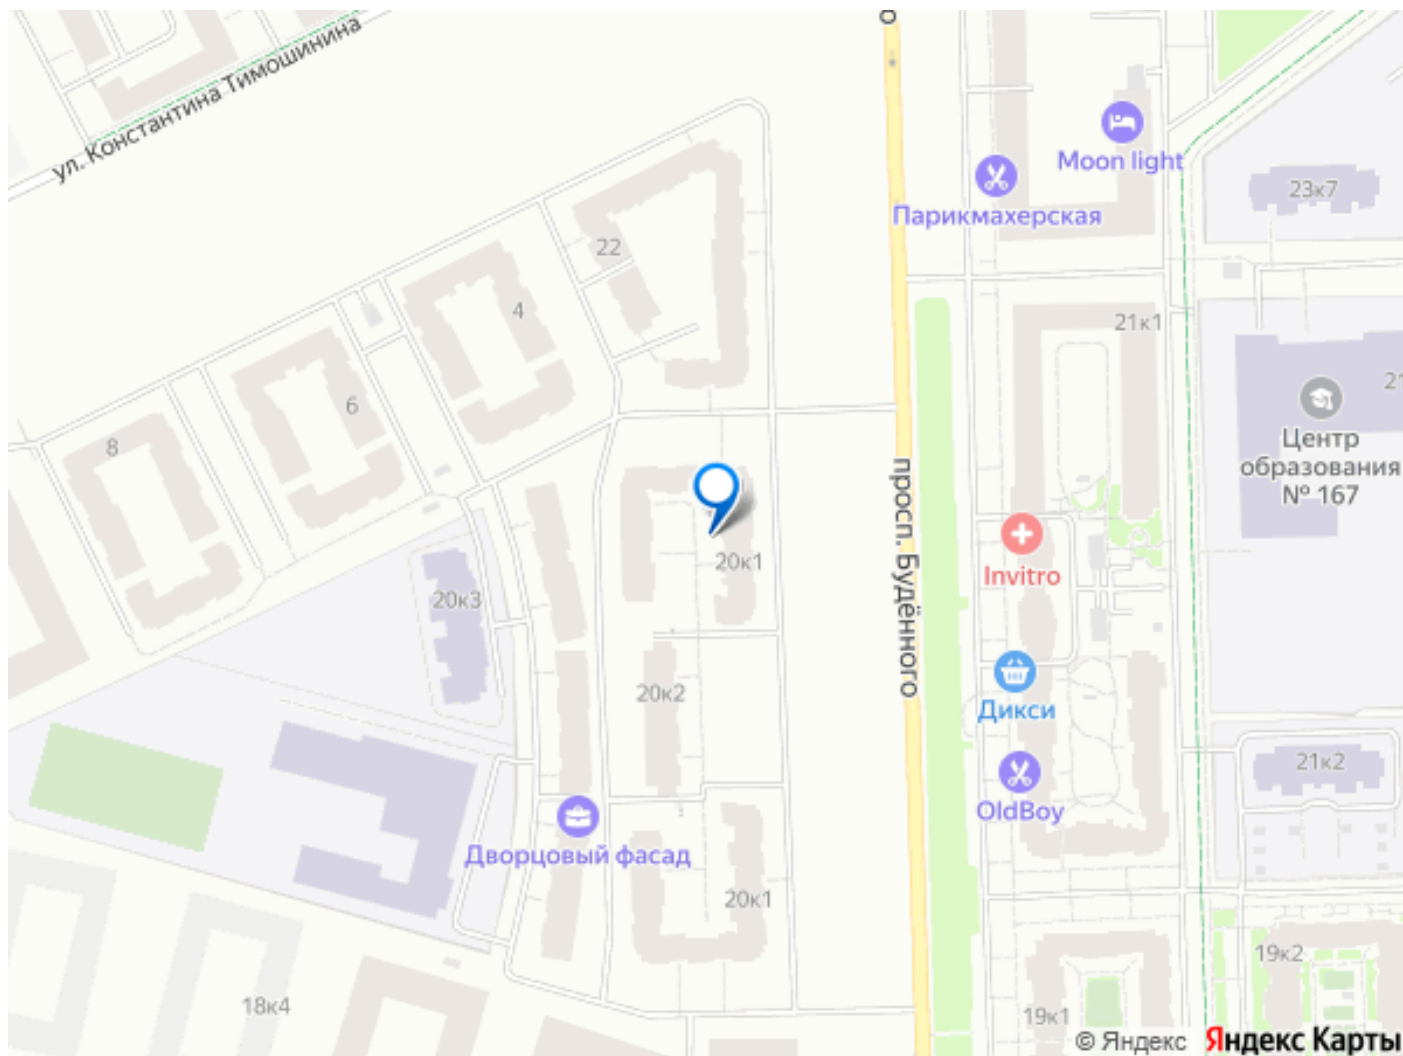 о
ул. Константина Тимошинина
Moon light
23к7
Парикмахерская
22
4
21к1
6
8
21
Центр
образования
№ 167
просп. Будённого
20к1
Invitro
20к3
20к2
Дикси
21к2
OldBoy
Дворцовый фасад
20к1
19к2
18к4
19к1
© Яндекс Яндекс Карты